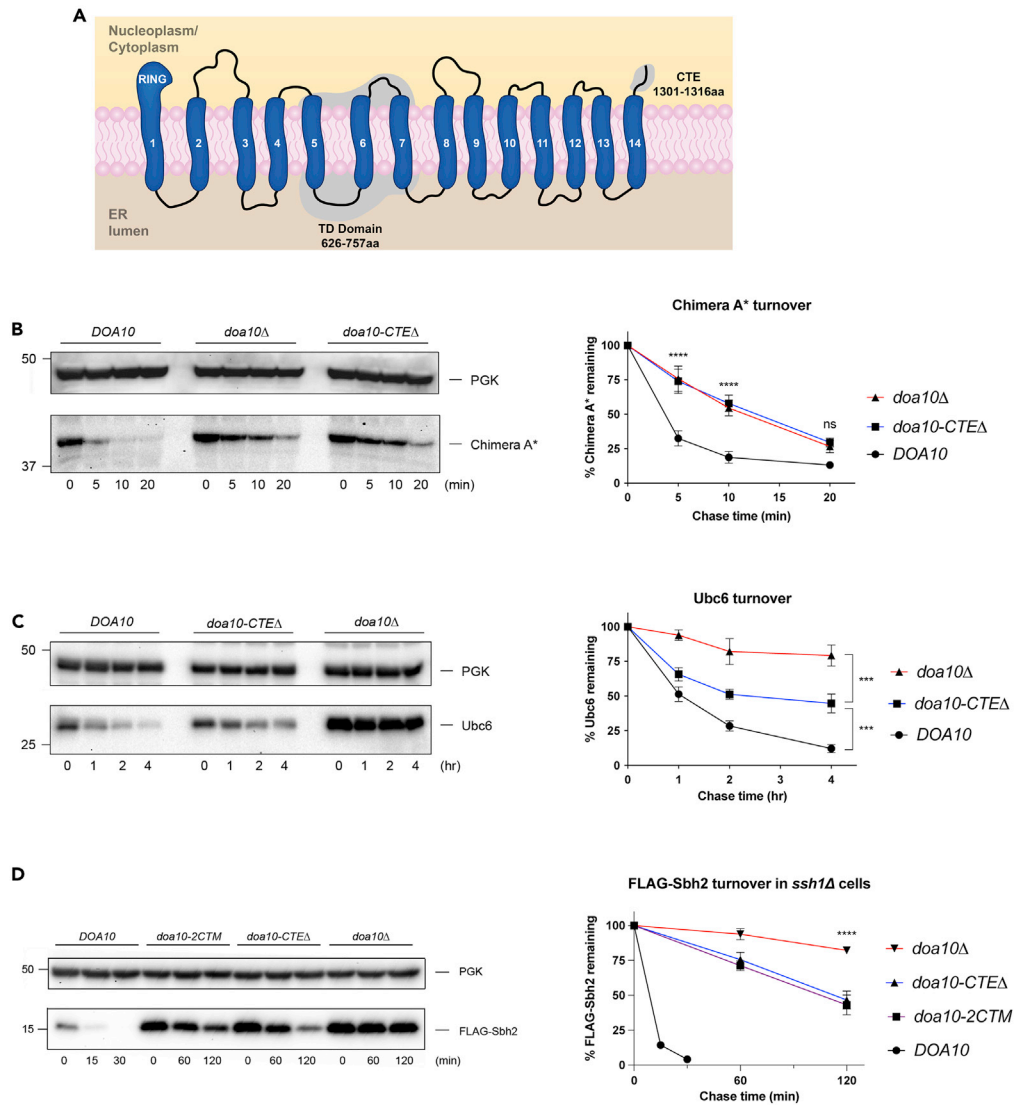 A
Nucleoplasm/
Cytoplasm
RING
CTE
1301-1316aa
1 2 3 4 5 6 7 8 9 10 11 12 13 14
ER
lumen
TD Domain
626-757aa
B
DOA10 doa10Δ doa10-CTEΔ
50
PGK
Chimera A*
37
0 5 10 20 0 5 10 20 0 5 10 20 (min)
Chimera A* turnover
% Chimera A* remaining
100
75
50
25
0
**** **** ns
0 5 10 15 20
Chase time (min)
doa10Δ
doa10-CTEΔ
DOA10
C
DOA10 doa10-CTEΔ doa10Δ
50
PGK
Ubc6
25
0 1 2 4 0 1 2 4 0 1 2 4 (hr)
Ubc6 turnover
% Ubc6 remaining
100
75
50
25
0
***
***
0 1 2 3 4
Chase time (hr)
doa10Δ
doa10-CTEΔ
DOA10
D
DOA10 doa10-2CTM doa10-CTEΔ doa10Δ
50
PGK
15
FLAG-Sbh2
0 15 30 0 60 120 0 60 120 0 60 120 (min)
FLAG-Sbh2 turnover in ssh1Δ cells
% FLAG-Sbh2 remaining
100
75
50
25
0
****
0 60 120
Chase time (min)
doa10Δ
doa10-CTEΔ
doa10-2CTM
DOA10